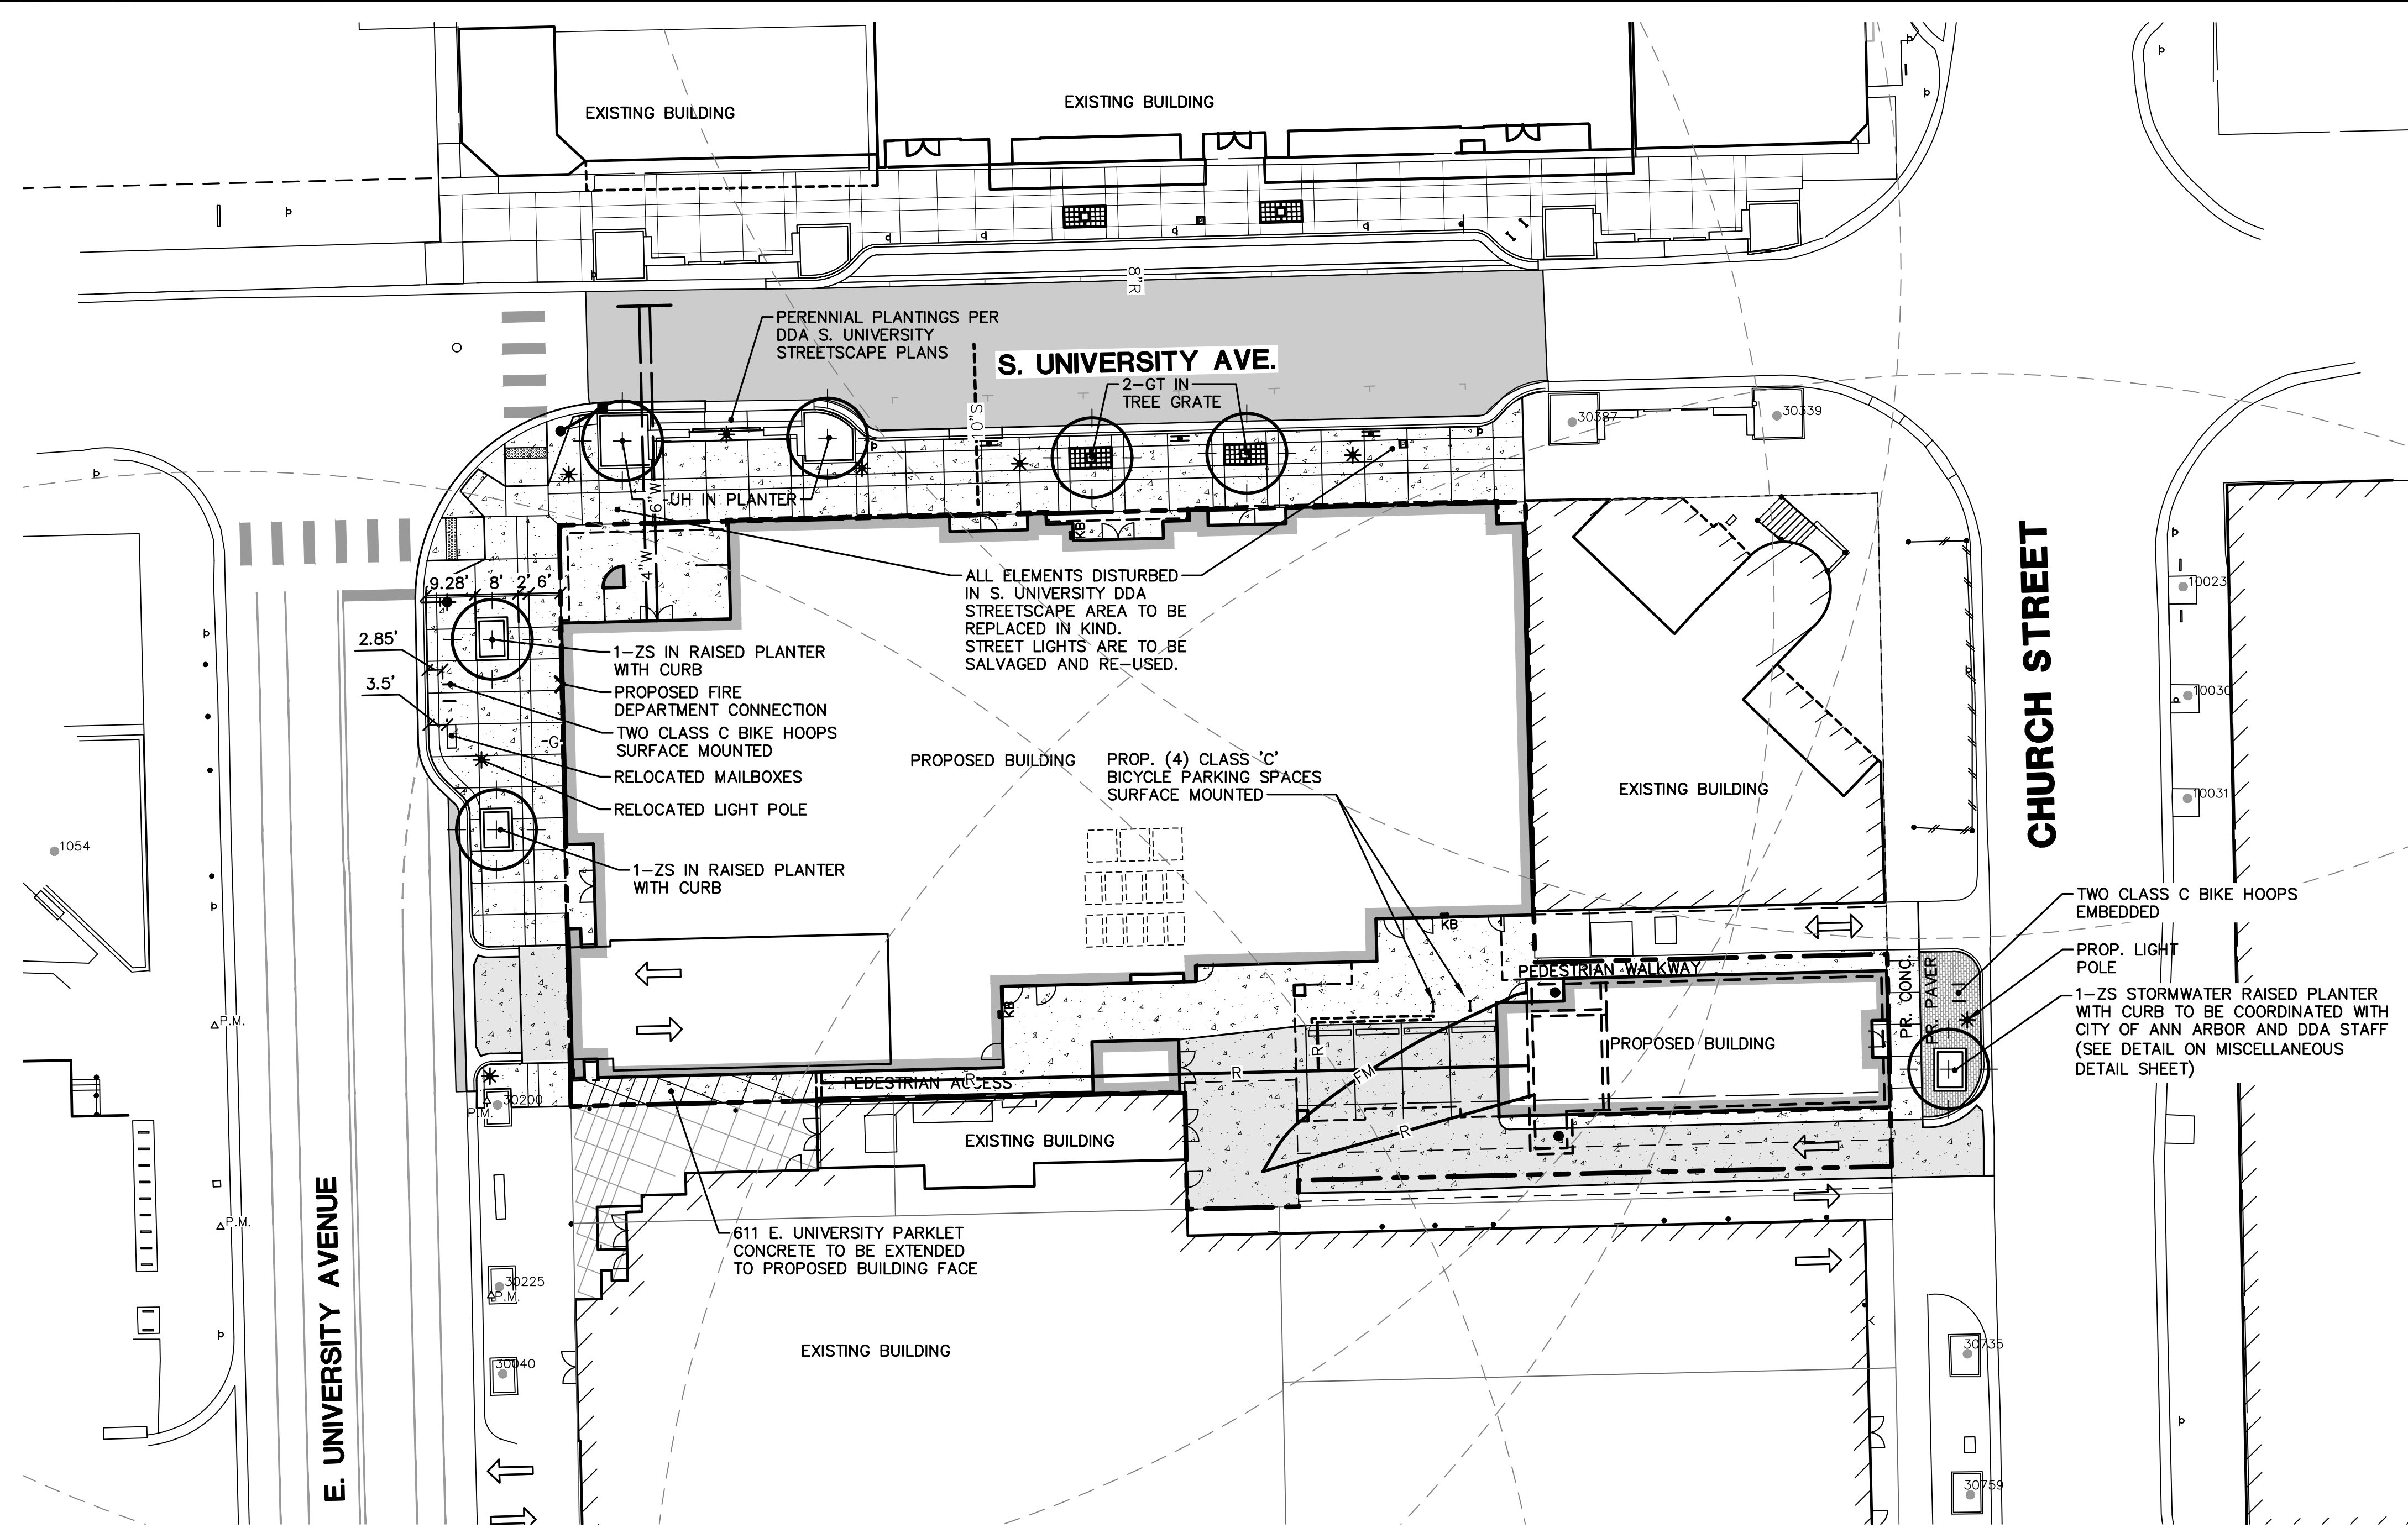 EXISTING BUILDING
EXISTING BUILDING
8'R
PERENNIAL PLANTINGS PER
DDA S. UNIVERSITY
STREETSCAPE PLANS
S. UNIVERSITY AVE.
2-GT IN
TREE GRATE
S"01
30387
30339
6"W
-UH IN PLANTER
4"W
KB
ALL ELEMENTS DISTURBED
IN S. UNIVERSITY DDA
STREETSCAPE AREA TO BE
REPLACED IN KIND.
STREET LIGHTS ARE TO BE
SALVAGED AND RE-USED.
9.28'
8'
2'
6'
2.85'
3.5'
1-ZS IN RAISED PLANTER
WITH CURB
PROPOSED FIRE
DEPARTMENT CONNECTION
TWO CLASS C BIKE HOOPS
SURFACE MOUNTED
-G
RELOCATED MAILBOXES
RELOCATED LIGHT POLE
1-ZS IN RAISED PLANTER
WITH CURB
PROPOSED BUILDING
PROP. (4) CLASS 'C'
BICYCLE PARKING SPACES
SURFACE MOUNTED
EXISTING BUILDING
CHURCH STREET
10023
10030
10031
1054
TWO CLASS C BIKE HOOPS
EMBEDDED
PROP. LIGHT
POLE
1-ZS STORMWATER RAISED PLANTER
WITH CURB TO BE COORDINATED WITH
CITY OF ANN ARBOR AND DDA STAFF
(SEE DETAIL ON MISCELLANEOUS
DETAIL SHEET)
KB
PEDESTRIAN WALKWAY
PR. CONC.
PR. PAVER
KB
P.M.
PROPOSED BUILDING
R
FM
R
R
R
PEDESTRIAN ACCESS
30200
P.M.
EXISTING BUILDING
P.M.
611 E. UNIVERSITY PARKLET
CONCRETE TO BE EXTENDED
TO PROPOSED BUILDING FACE
E. UNIVERSITY AVENUE
30225
P.M.
30040
EXISTING BUILDING
30735
30759